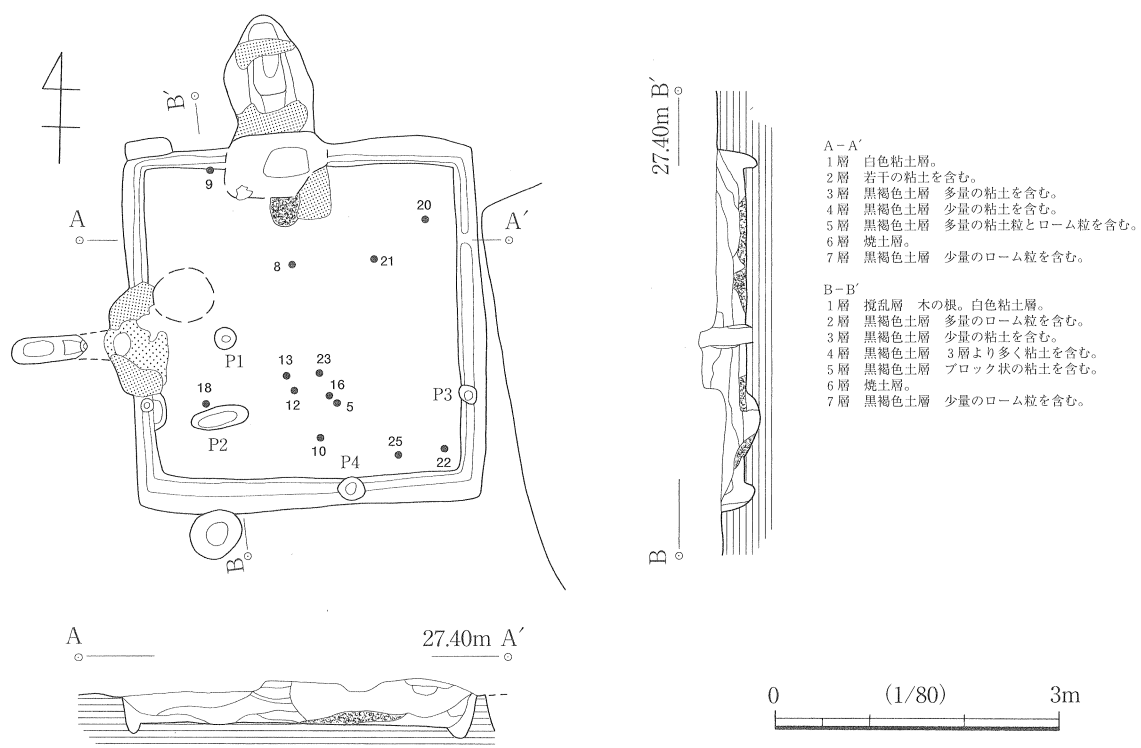 B′
9
20
A
A′
8
21
P1
13
23
16
12
5
18
P3
P2
10
25
22
P4
B
27.40m B′
B
A－A′
1層　白色粘土層。
2層　若干の粘土を含む。
3層　黒褐色土層　多量の粘土を含む。
4層　黒褐色土層　少量の粘土を含む。
5層　黒褐色土層　多量の粘土粒とローム粒を含む。
6層　焼土層。
7層　黒褐色土層　少量のローム粒を含む。
B－B′
1層　撹乱層　木の根。白色粘土層。
2層　黒褐色土層　多量のローム粒を含む。
3層　黒褐色土層　少量の粘土を含む。
4層　黒褐色土層　3層より多く粘土を含む。
5層　黒褐色土層　ブロック状の粘土を含む。
6層　焼土層。
7層　黒褐色土層　少量のローム粒を含む。
A
27.40m A′
0 (1/80) 3m